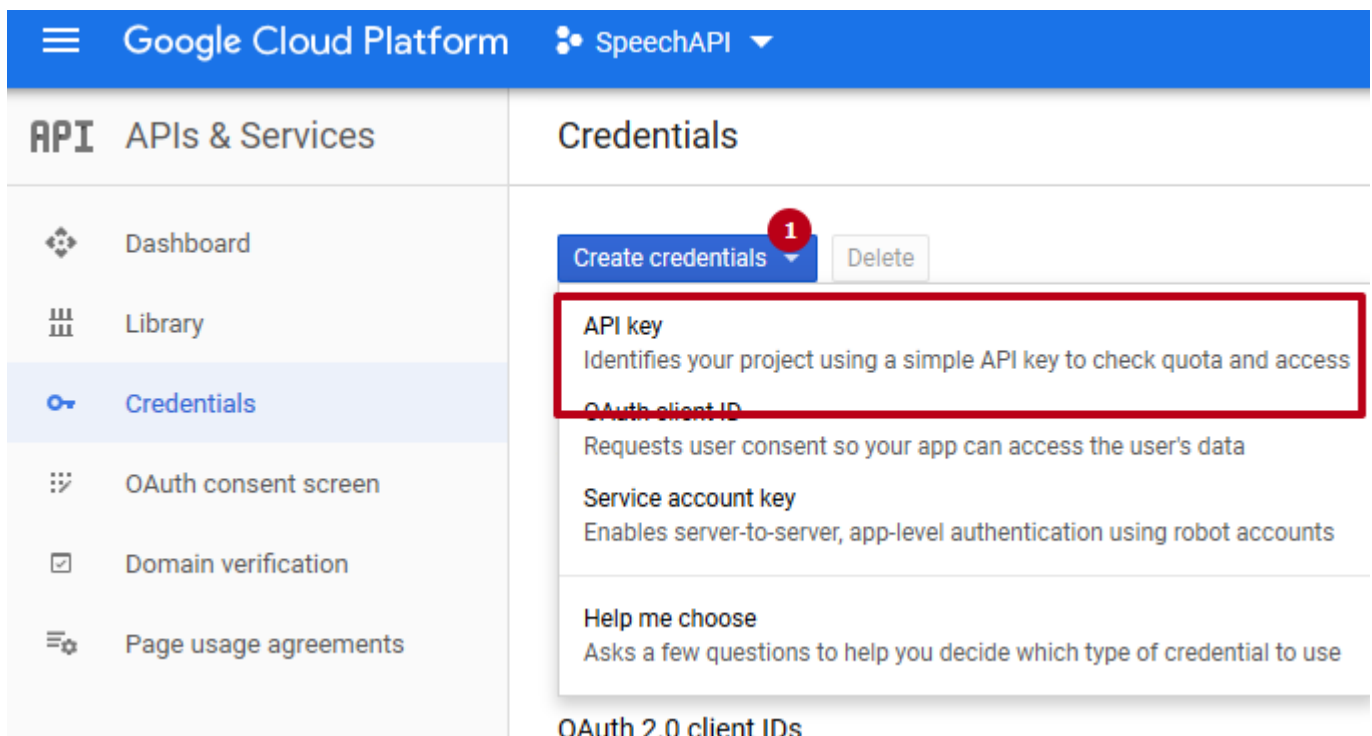 Google Cloud Platform SpeechAPI
API APIs & Services
Credentials
Dashboard
Library
Credentials
OAuth consent screen
Domain verification
Page usage agreements
1
Create credentials Delete
API key
Identifies your project using a simple API key to check quota and access
OAuth client ID
Requests user consent so your app can access the user's data
Service account key
Enables server-to-server, app-level authentication using robot accounts
Help me choose
Asks a few questions to help you decide which type of credential to use
OAuth 2.0 client IDs